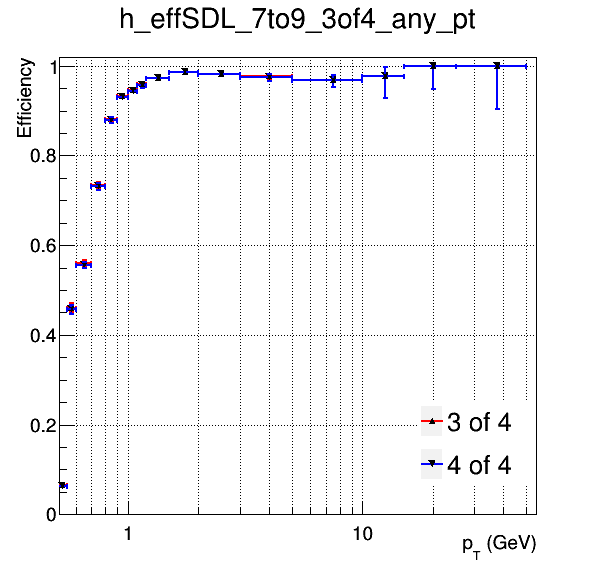 h_effSDL_7to9_3of4_any_pt
Efficiency
1
0.8
0.6
0.4
0.2
0
3 of 4
4 of 4
1
10
p_T (GeV)